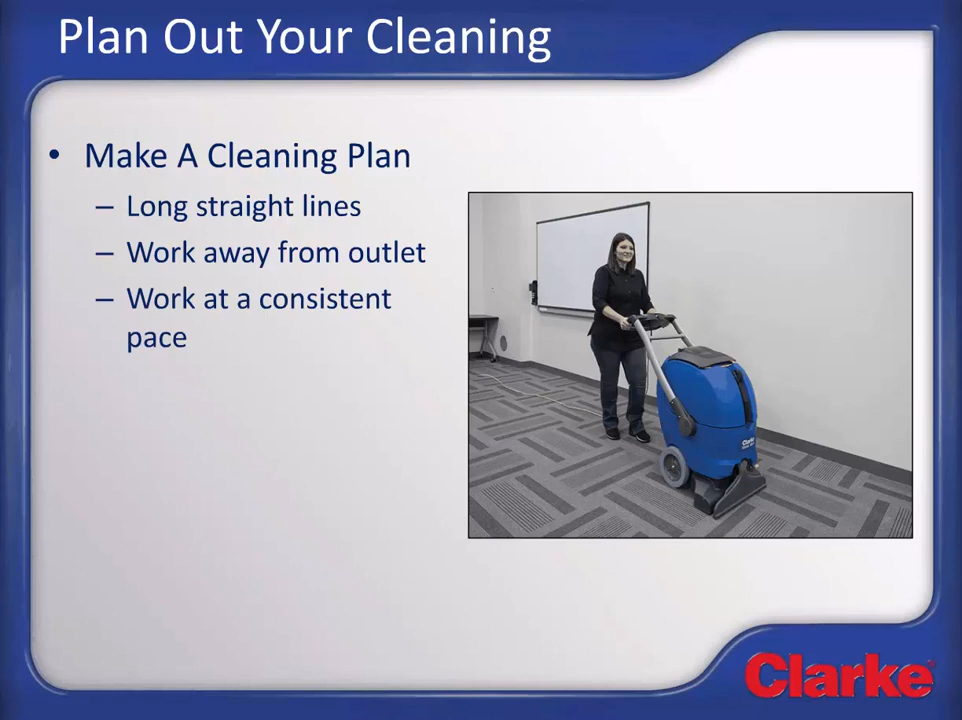 Plan Out Your Cleaning
• Make A Cleaning Plan
– Long straight lines
– Work away from outlet
– Work at a consistent
pace
Clarke
Clarke